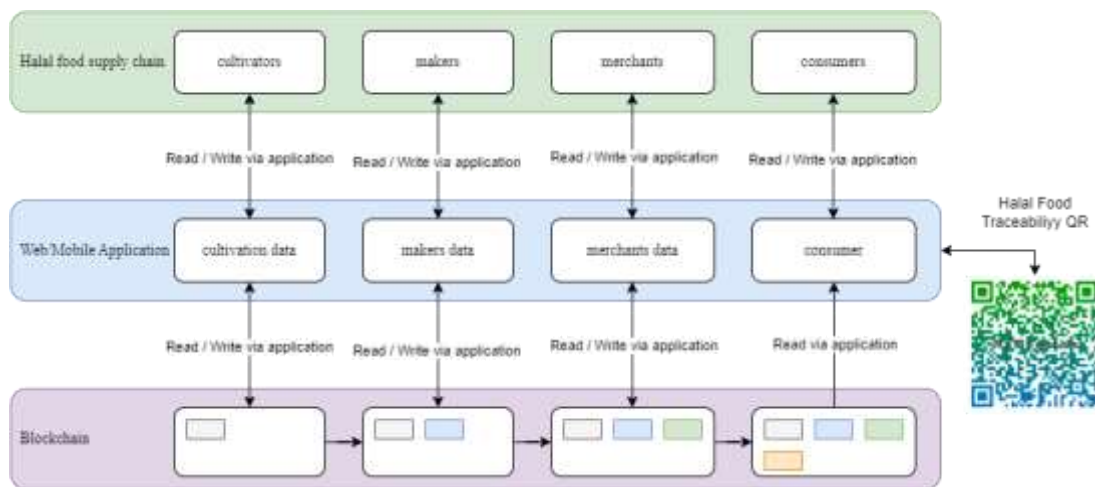 Halal food supply chain
cultivators
makers
merchants
consumers
Read / Write via application
Read / Write via application
Read / Write via application
Read / Write via application
Halal Food
Traceabiliyy QR
Web/Mobile Application
cultivation data
makers data
merchants data
consumer
Read / Write via application
Read / Write via application
Read / Write via application
Read via application
Blockchain